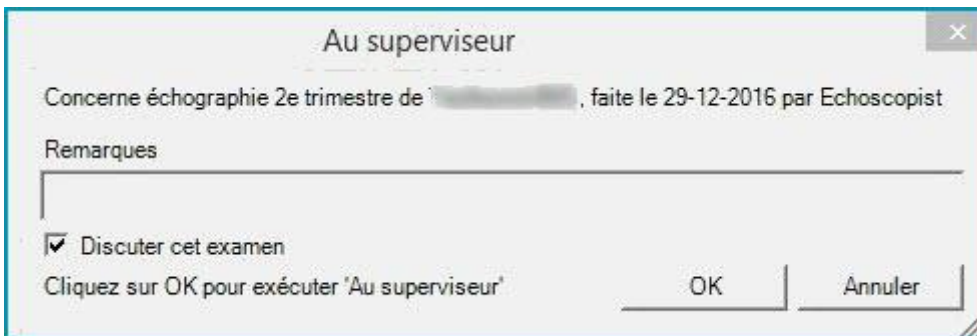 Au superviseur
Concerne échographie 2e trimestre de , faite le 29-12-2016 par Echoscopist
Remarques
Discuter cet examen
Cliquez sur OK pour exécuter 'Au superviseur'
OK
Annuler